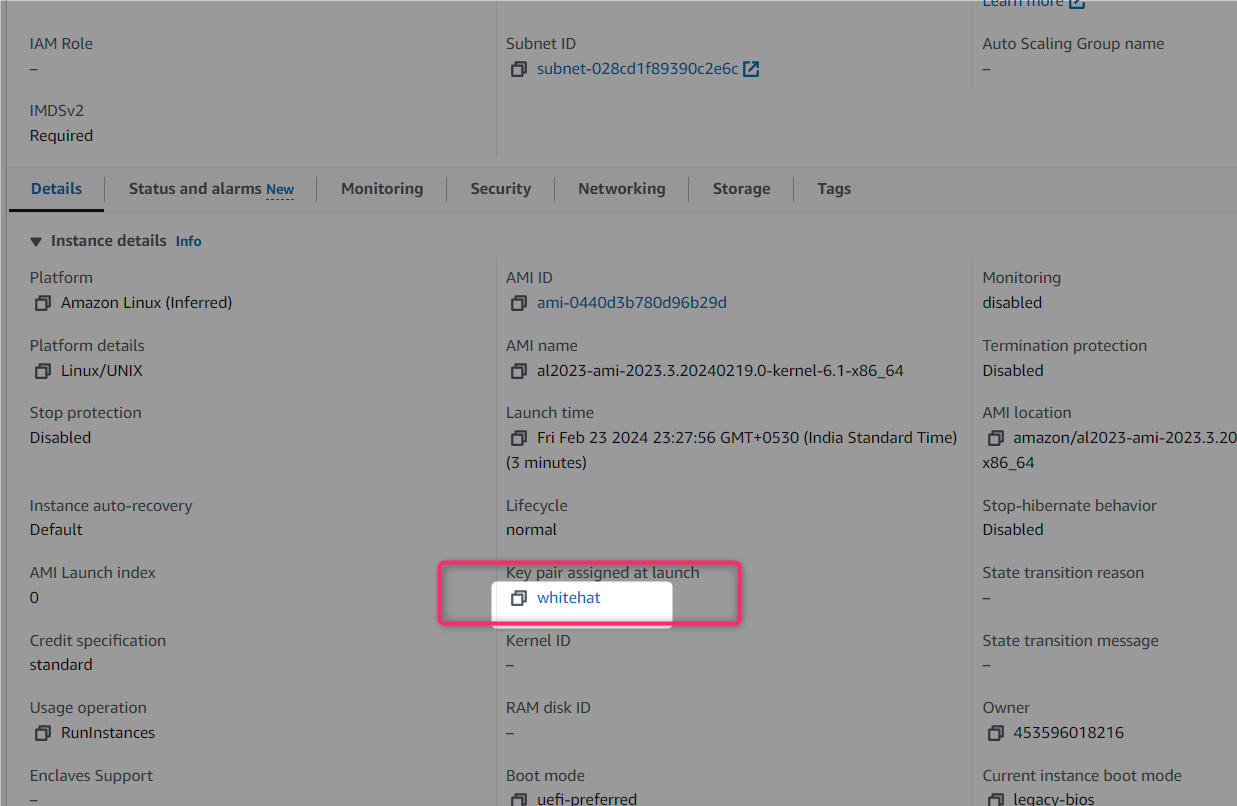 Learn more
IAM Role
–
Subnet ID
subnet-028cd1f89390c2e6c
Auto Scaling Group name
–
IMDSv2
Required
Details Status and alarms New Monitoring Security Networking Storage Tags
Instance details Info
Platform
Amazon Linux (Inferred)
AMI ID
ami-0440d3b780d96b29d
Monitoring
disabled
Platform details
Linux/UNIX
AMI name
al2023-ami-2023.3.20240219.0-kernel-6.1-x86_64
Termination protection
Disabled
Stop protection
Disabled
Launch time
Fri Feb 23 2024 23:27:56 GMT+0530 (India Standard Time)
(3 minutes)
AMI location
amazon/al2023-ami-2023.3.20
x86_64
Instance auto-recovery
Default
Lifecycle
normal
Stop-hibernate behavior
Disabled
AMI Launch index
0
Key pair assigned at launch
whitehat
State transition reason
–
Credit specification
standard
Kernel ID
–
State transition message
–
Usage operation
RunInstances
RAM disk ID
–
Owner
453596018216
Enclaves Support
–
Boot mode
uefi-preferred
Current instance boot mode
legacy-bios